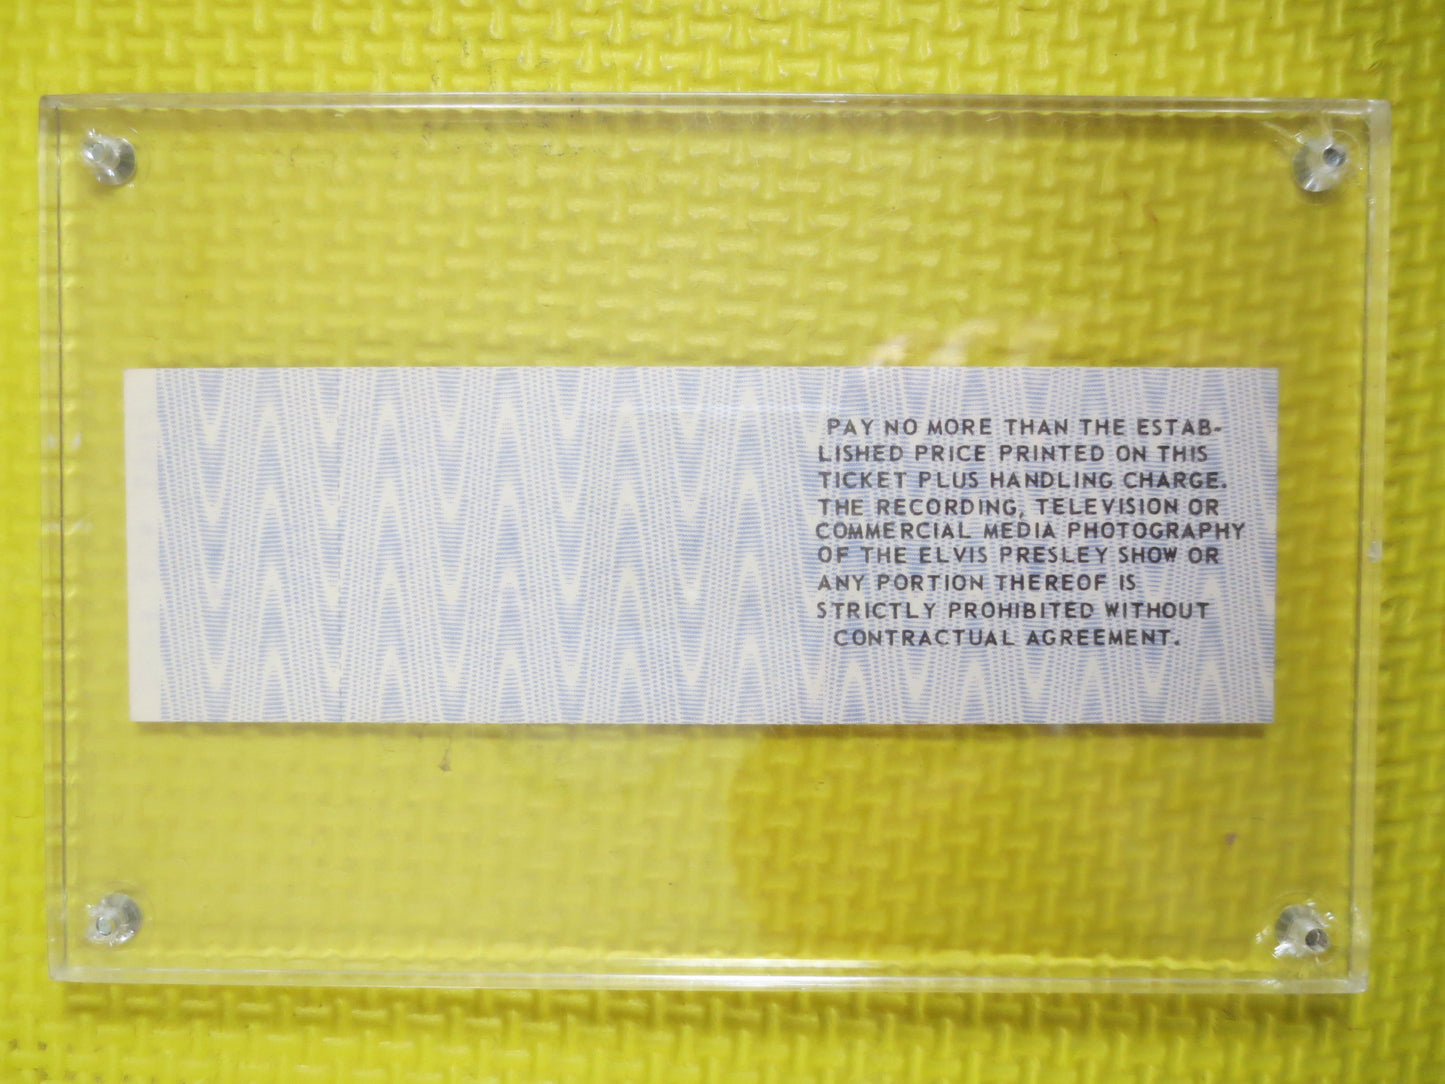 PAY NO MORE THAN THE ESTAB-
LISHED PRICE PRINTED ON THIS
TICKET PLUS HANDLING CHARGE.
THE RECORDING, TELEVISION OR
COMMERCIAL MEDIA PHOTOGRAPHY
OF THE ELVIS PRESLEY SHOW OR
ANY PORTION THEREOF IS
STRICTLY PROHIBITED WITHOUT
CONTRACTUAL AGREEMENT.